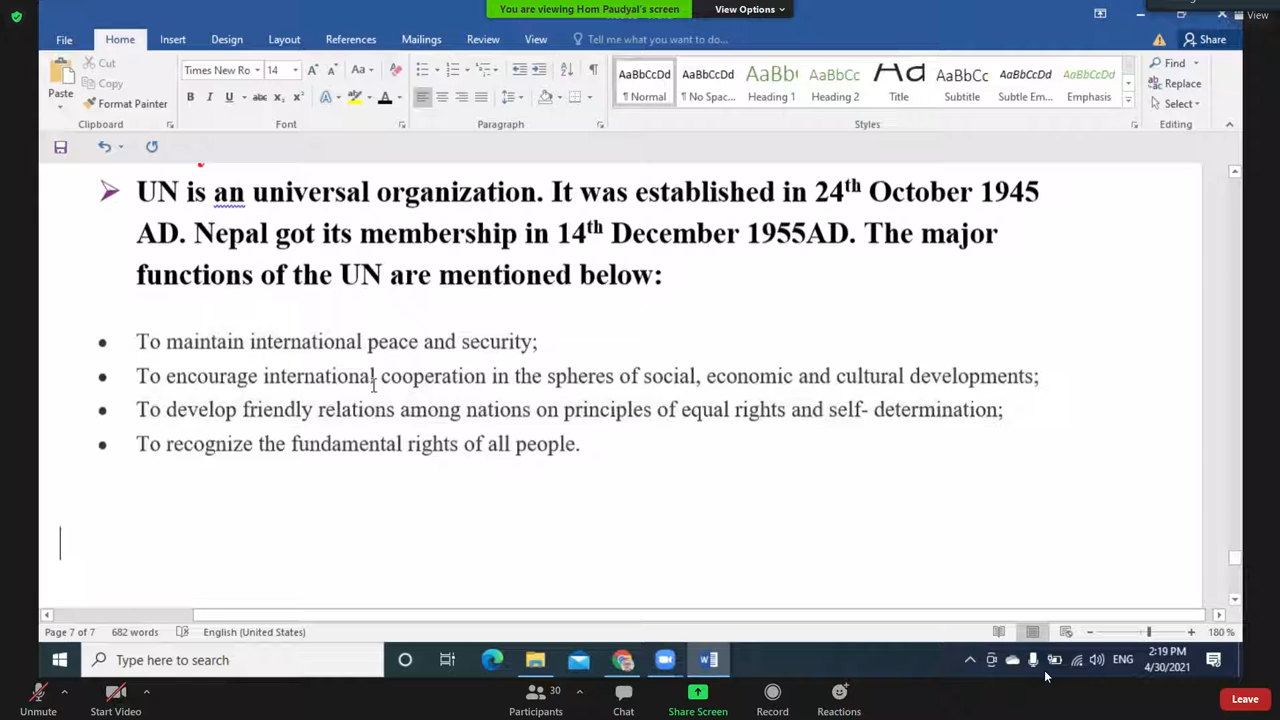 You are viewing Hom Paudyal's screen View Options
View
File Home Insert Design Layout References Mailings Review View Tell me what you want to do... Share
Paste Cut Copy Format Painter
Clipboard
Times New Ro 14 Aa
B I U abc x₂ x² A
Font
Paragraph
AaBbCcDd AaBbCcDd AaBbC AaBbCc AaBbCcD AaBbCcDd AaBbCcDd
¶ Normal ¶ No Spac... Heading 1 Heading 2 Title Subtitle Subtle Em... Emphasis
Styles
Find
Replace
Select
Editing
➢ UN is an universal organization. It was established in 24th October 1945
AD. Nepal got its membership in 14th December 1955AD. The major
functions of the UN are mentioned below:
• To maintain international peace and security;
• To encourage international cooperation in the spheres of social, economic and cultural developments;
• To develop friendly relations among nations on principles of equal rights and self- determination;
• To recognize the fundamental rights of all people.
Page 7 of 7 682 words English (United States) 180 %
Type here to search
ENG 2:19 PM
4/30/2021
Unmute Start Video Participants 30 Chat Share Screen Record Reactions Leave